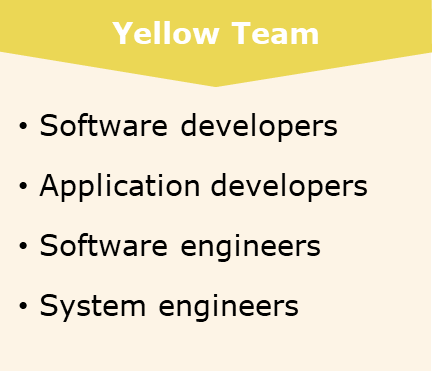 Yellow Team
• Software developers
• Application developers
• Software engineers
• System engineers